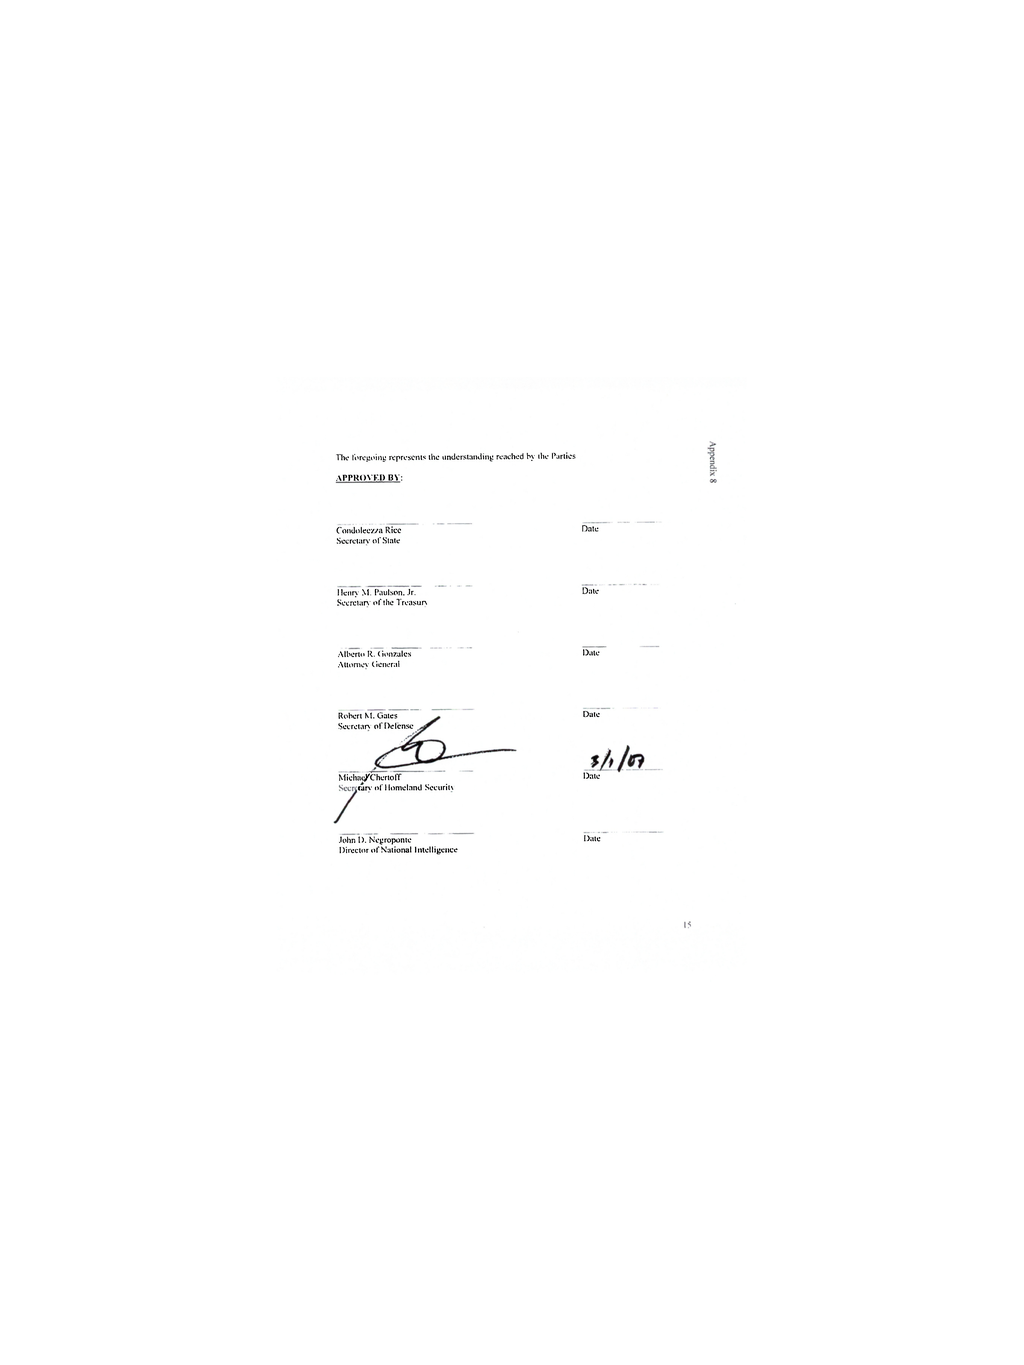 Appendix 8
The foregoing represents the understanding reached by the Parties
APPROVED BY:
Condoleezza Rice Date
Secretary of State
Henry M. Paulson, Jr. Date
Secretary of the Treasury
Alberto R. Gonzales Date
Attorney General
Robert M. Gates Date
Secretary of Defense
3/1/07
Michael Chertoff Date
Secretary of Homeland Security
John D. Negroponte Date
Director of National Intelligence
15